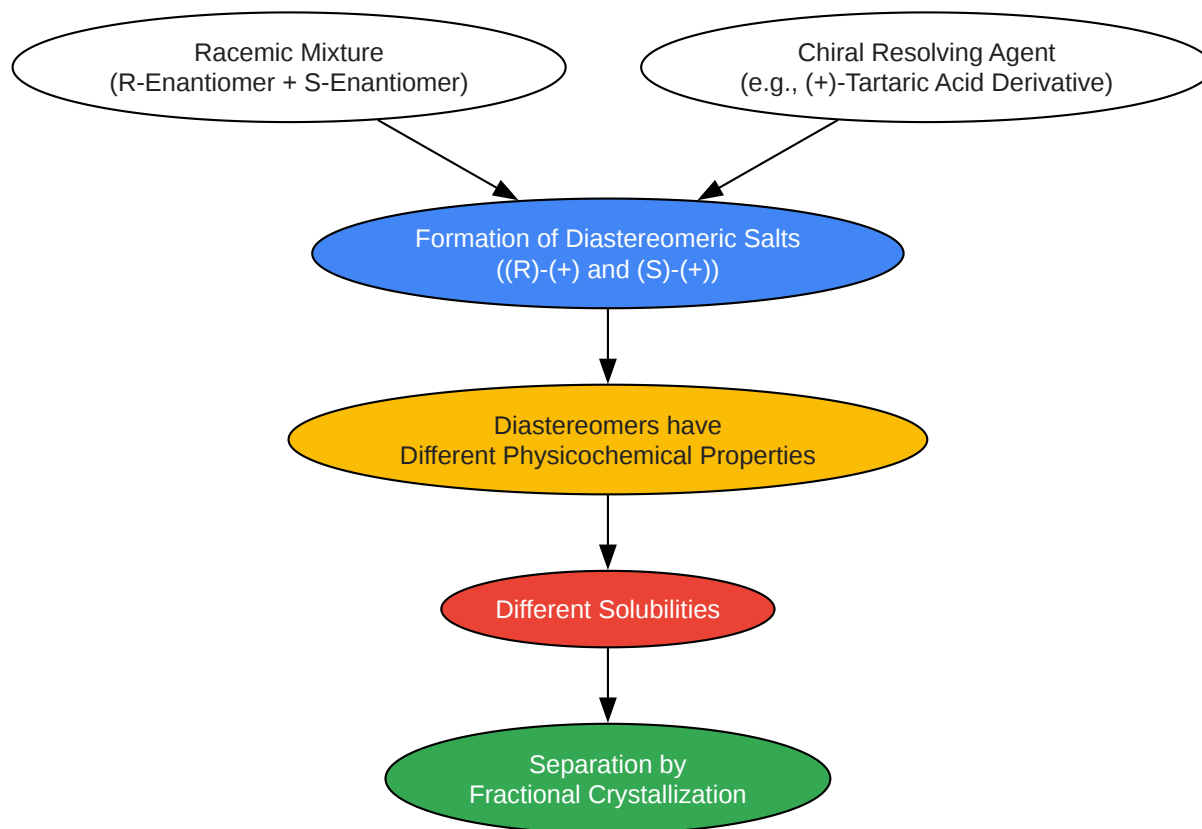 Racemic Mixture
(R-Enantiomer + S-Enantiomer)
Chiral Resolving Agent
(e.g., (+)-Tartaric Acid Derivative)
Formation of Diastereomeric Salts
((R)-(+) and (S)-(+))
Diastereomers have
Different Physicochemical Properties
Different Solubilities
Separation by
Fractional Crystallization